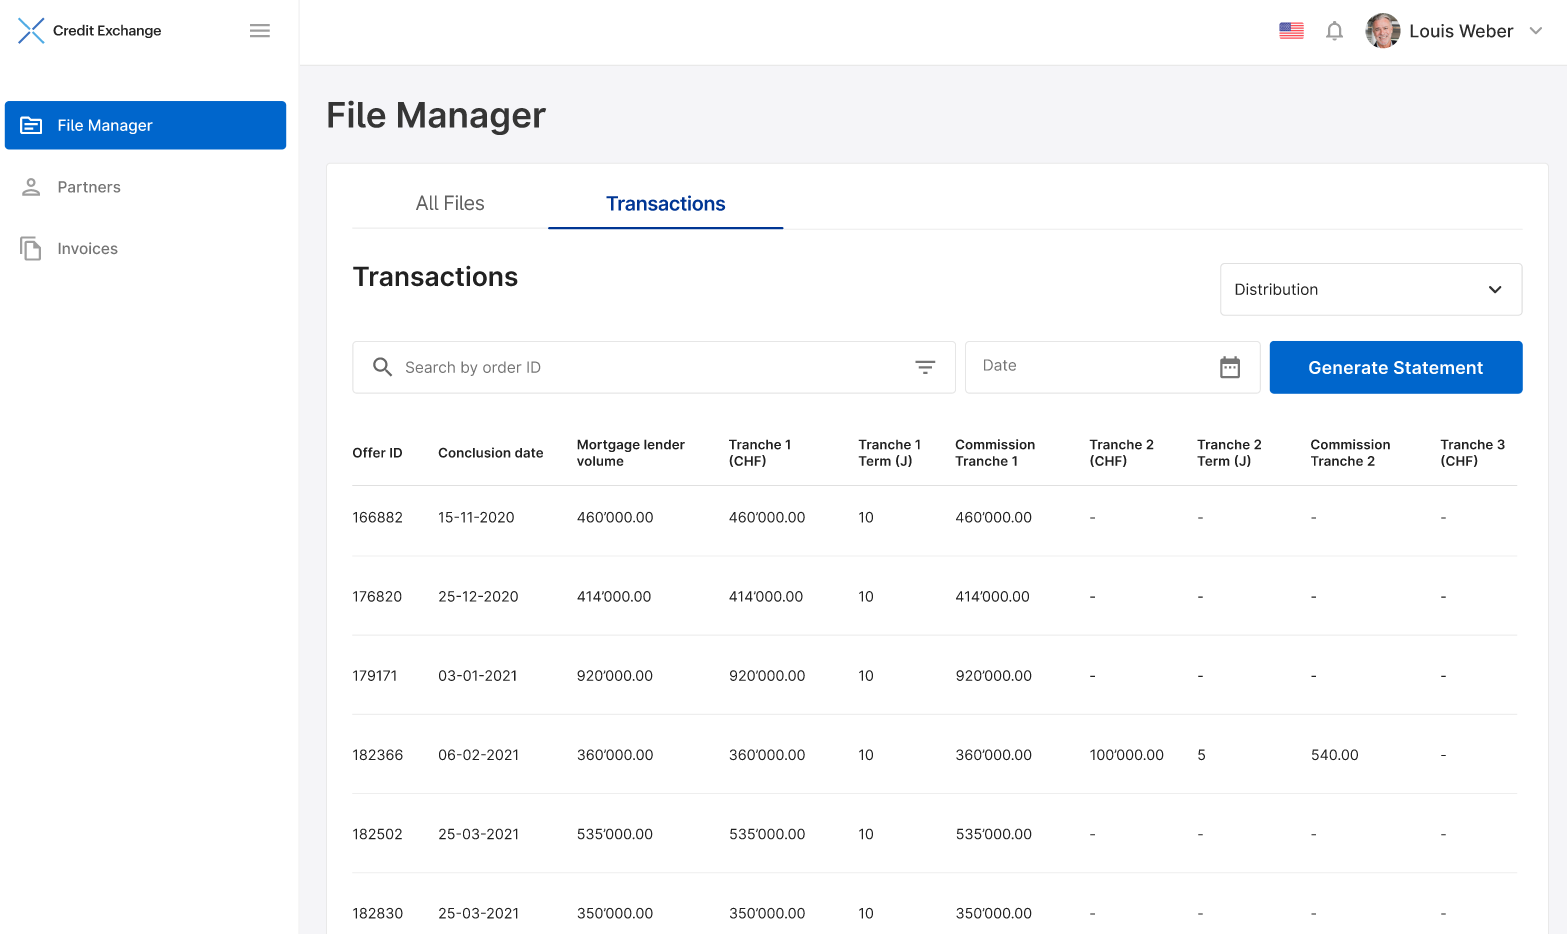 Credit Exchange
Louis Weber
File Manager
Partners
Invoices
File Manager
All Files
Transactions
Transactions
Distribution
Search by order ID
Date
Generate Statement
Offer ID Conclusion date Mortgage lender volume Tranche 1 (CHF) Tranche 1 Term (J) Commission Tranche 1 Tranche 2 (CHF) Tranche 2 Term (J) Commission Tranche 2 Tranche 3 (CHF)
166882 15-11-2020 460’000.00 460’000.00 10 460’000.00 - - - -
176820 25-12-2020 414’000.00 414’000.00 10 414’000.00 - - - -
179171 03-01-2021 920’000.00 920’000.00 10 920’000.00 - - - -
182366 06-02-2021 360’000.00 360’000.00 10 360’000.00 100’000.00 5 540.00 -
182502 25-03-2021 535’000.00 535’000.00 10 535’000.00 - - - -
182830 25-03-2021 350’000.00 350’000.00 10 350’000.00 - - - -